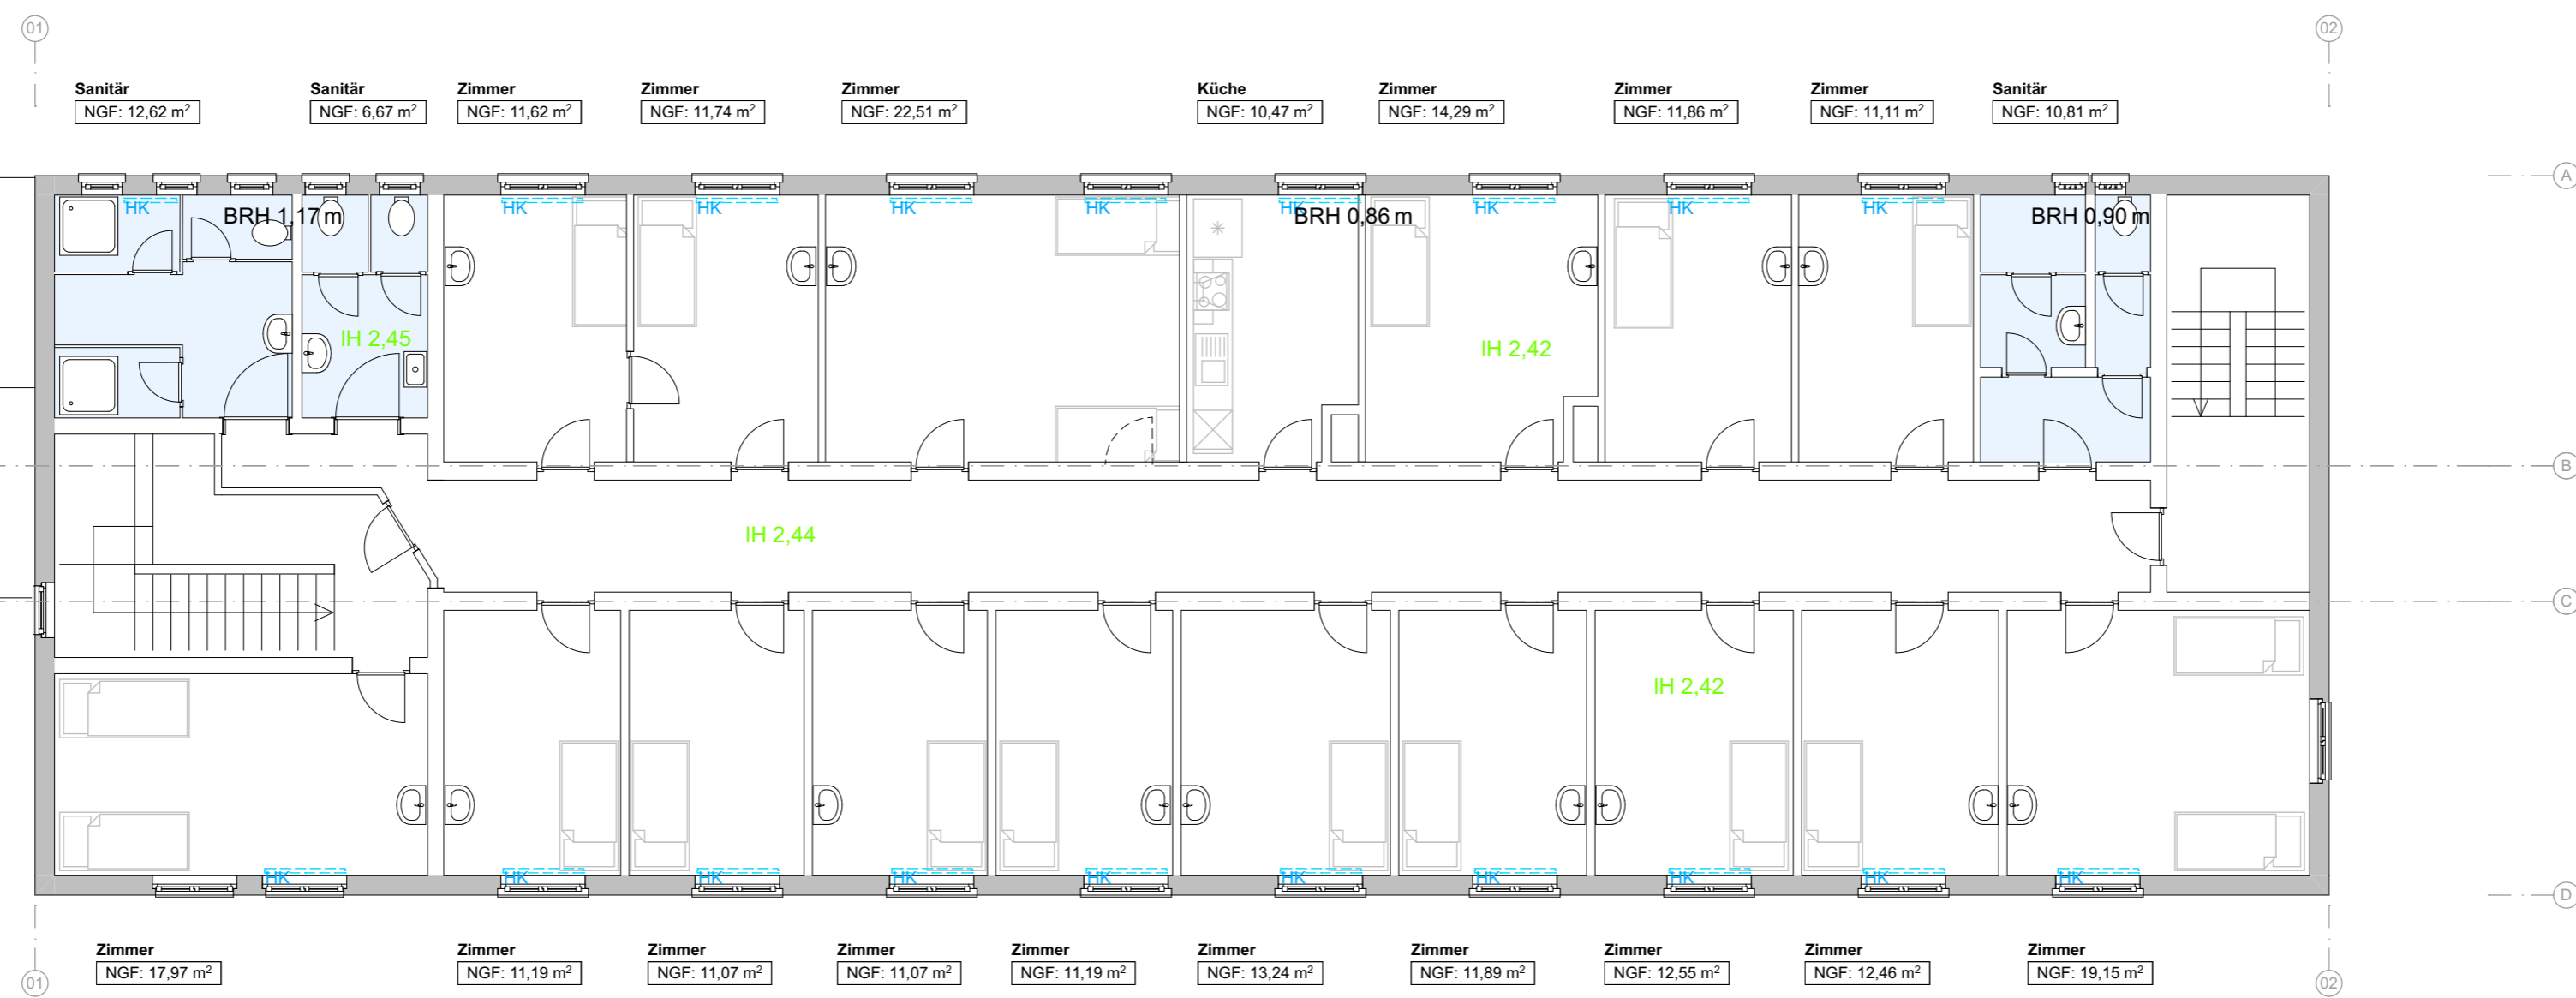 01
02
Sanitär
NGF: 12,62 m²
Sanitär
NGF: 6,67 m²
Zimmer
NGF: 11,62 m²
Zimmer
NGF: 11,74 m²
Zimmer
NGF: 22,51 m²
Küche
NGF: 10,47 m²
Zimmer
NGF: 14,29 m²
Zimmer
NGF: 11,86 m²
Zimmer
NGF: 11,11 m²
Sanitär
NGF: 10,81 m²
A
HK
BRH 1,17 m
HK
HK
HK
HK
HK
BRH 0,86 m
HK
HK
HK
BRH 0,90 m
IH 2,45
IH 2,42
B
IH 2,44
C
IH 2,42
HK
HK
HK
HK
HK
HK
HK
HK
HK
HK
D
Zimmer
NGF: 17,97 m²
Zimmer
NGF: 11,19 m²
Zimmer
NGF: 11,07 m²
Zimmer
NGF: 11,07 m²
Zimmer
NGF: 11,19 m²
Zimmer
NGF: 13,24 m²
Zimmer
NGF: 11,89 m²
Zimmer
NGF: 12,55 m²
Zimmer
NGF: 12,46 m²
Zimmer
NGF: 19,15 m²
01
02